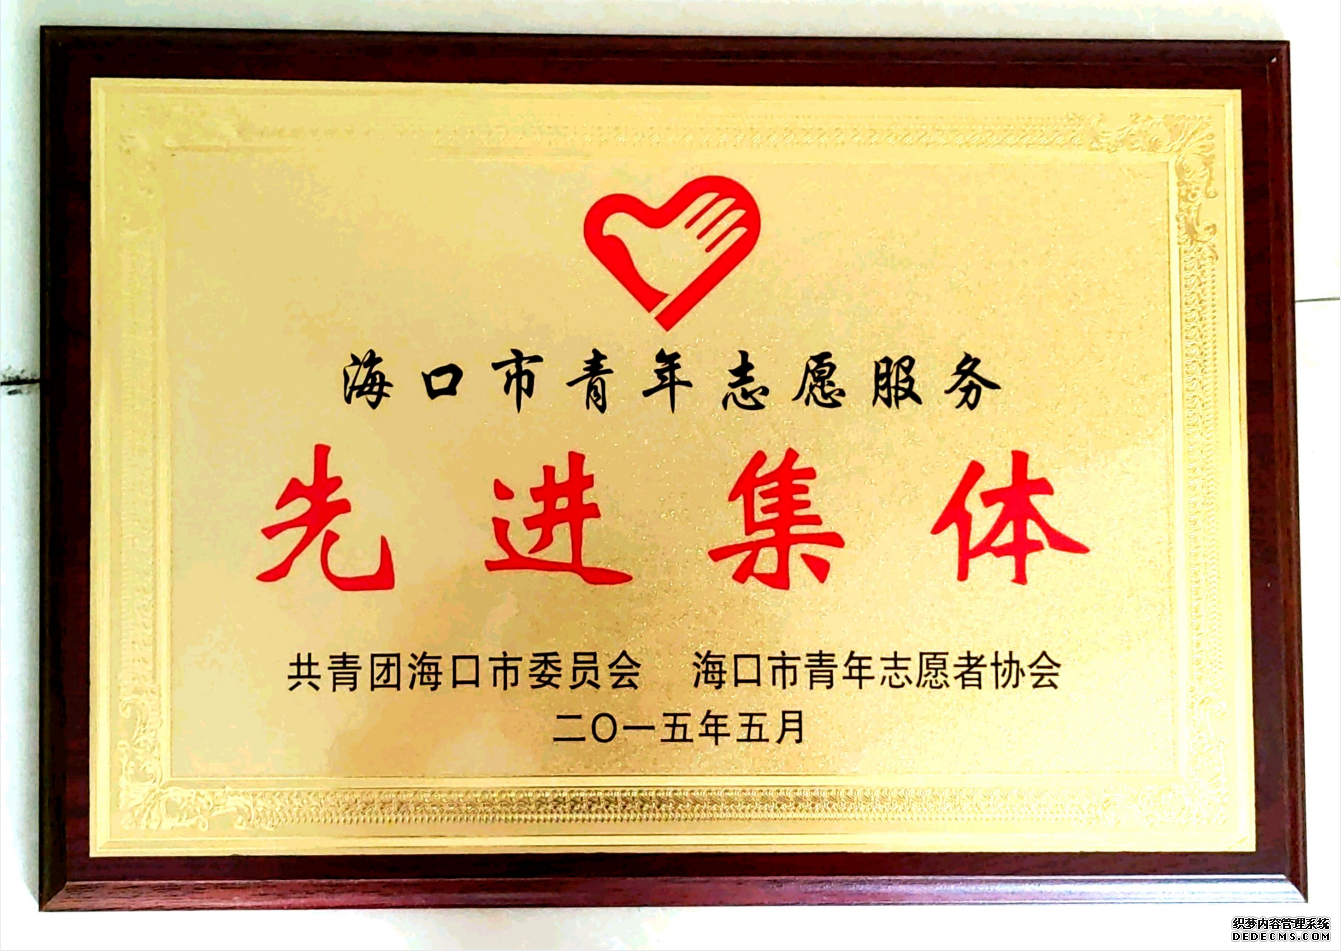 海口市青年志愿服务
先进集体
共青团海口市委员会 海口市青年志愿者协会
二〇一五年五月
织梦内容管理系统
DEDECMS.COM